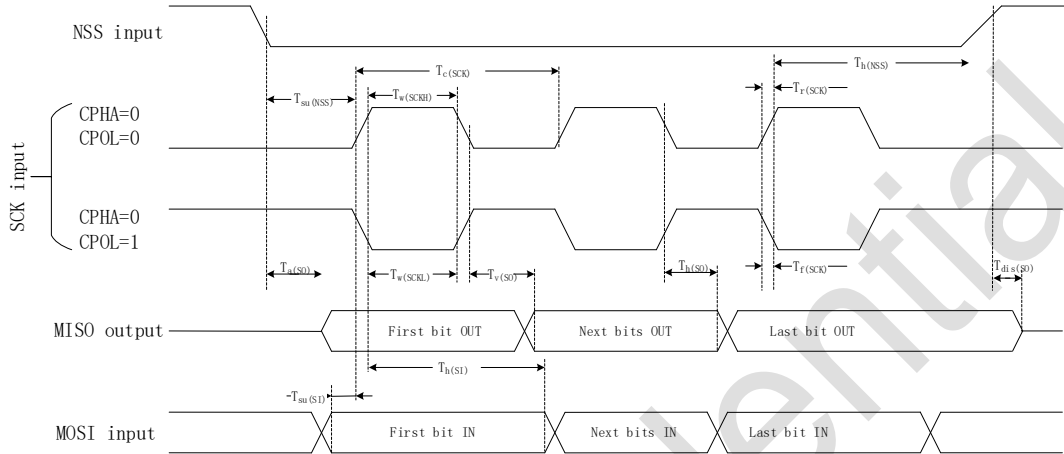 NSS input
Tc(SCK)
Th(NSS)
Tsu(NSS)
Tw(SCKH)
Tr(SCK)
CPHA=0
CPOL=0
SCK input
CPHA=0
CPOL=1
Ta(SO)
Tw(SCKL)
Tv(SO)
Th(SO)
Tf(SCK)
Tdis(SO)
MISO output
First bit OUT
Next bits OUT
Last bit OUT
Th(SI)
Tsu(SI)
MOSI input
First bit IN
Next bits IN
Last bit IN
dential